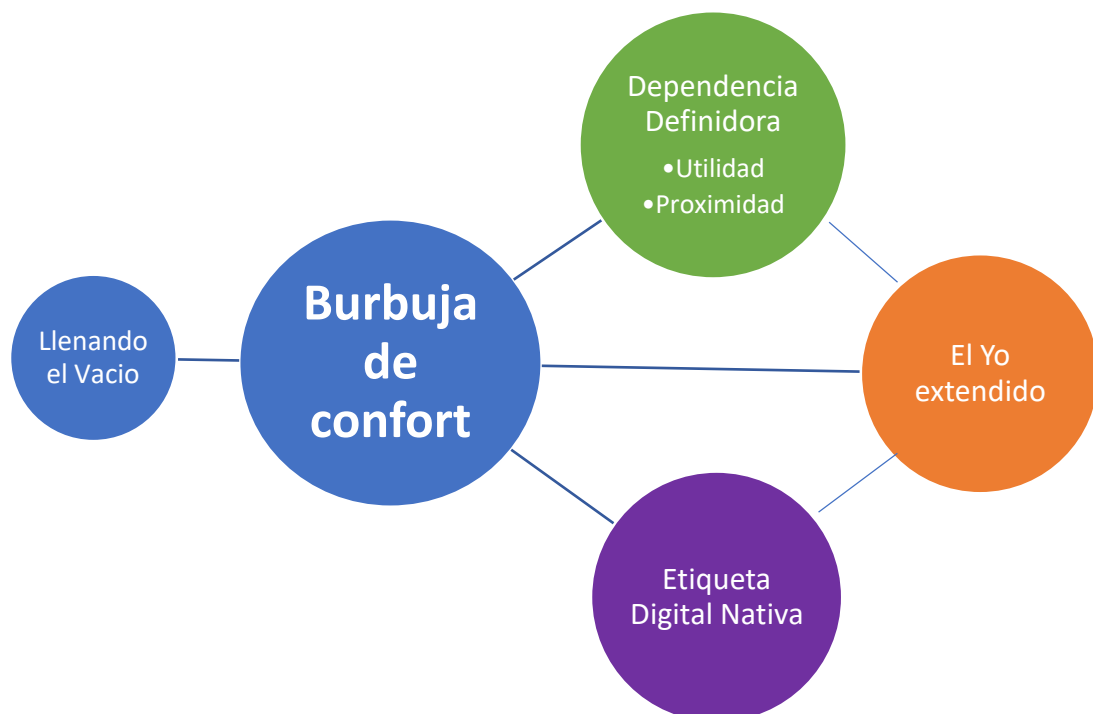 Dependencia
Definidora
•Utilidad
•Proximidad
Burbuja
de
confort
Llenando
el Vacio
El Yo
extendido
Etiqueta
Digital Nativa